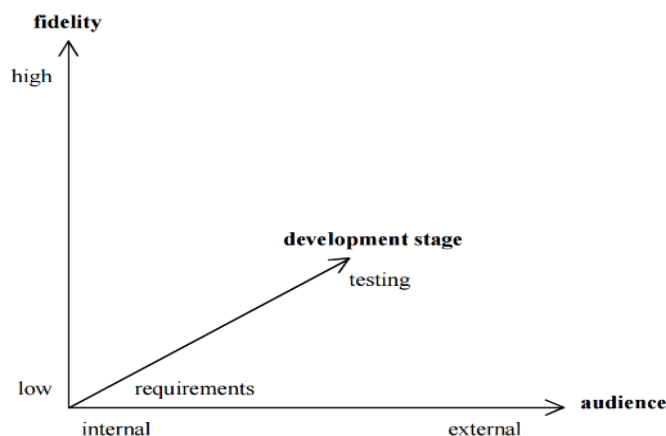 fidelity
high
development stage
testing
low
requirements
audience
internal
external